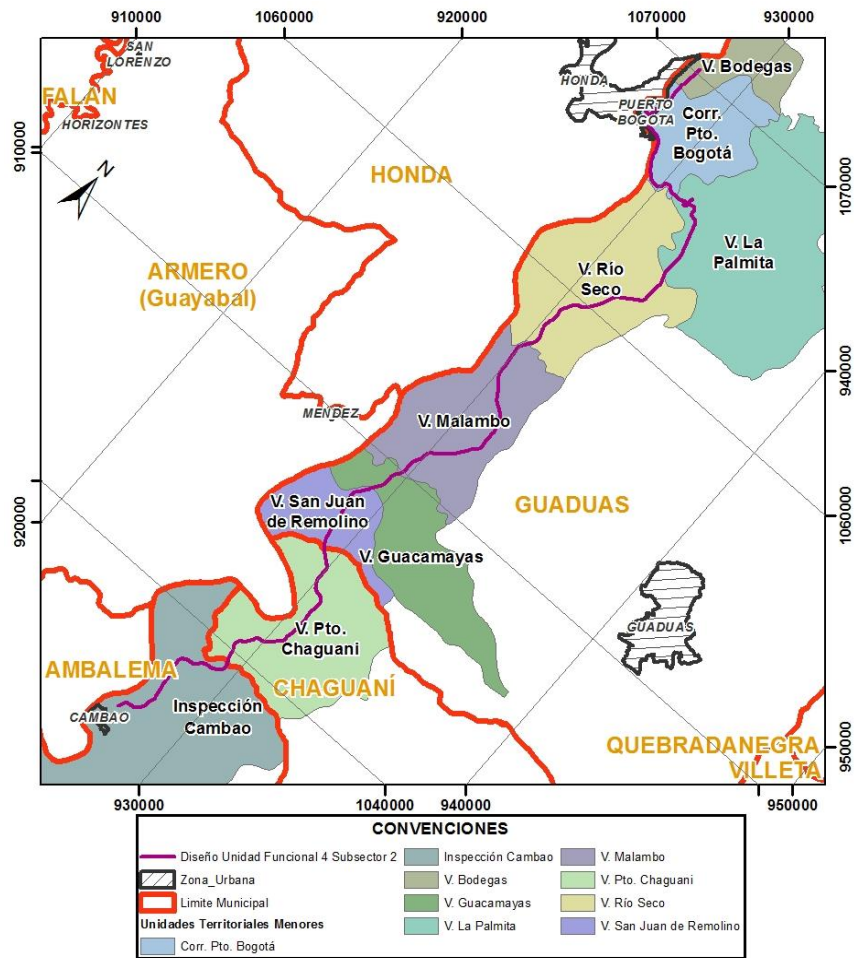 910000
1060000
920000
1070000
930000
SAN
LORENZO
FALAN
HORIZONTES
HONDA
V. Bodegas
PUERTO
BOGOTA
Corr.
Pto.
Bogotá
910000
N
HONDA
1070000
V. La
Palmita
ARMERO
(Guayabal)
V. Río
Seco
940000
MENDEZ
V. Malambo
GUADUAS
920000
V. San Juan
de Remolino
1060000
V. Guacamayas
GUADUAS
V. Pto.
Chaguani
AMBALEMA
CHAGUANÍ
CAMBAO
Inspección
Cambao
QUEBRADANEGRA
VILLETA
950000
930000
1040000
940000
950000
CONVENCIONES
Diseño Unidad Funcional 4 Subsector 2
Zona_Urbana
Limite Municipal
Unidades Territoriales Menores
Corr. Pto. Bogotá
Inspección Cambao
V. Bodegas
V. Guacamayas
V. La Palmita
V. Malambo
V. Pto. Chaguani
V. Río Seco
V. San Juan de Remolino